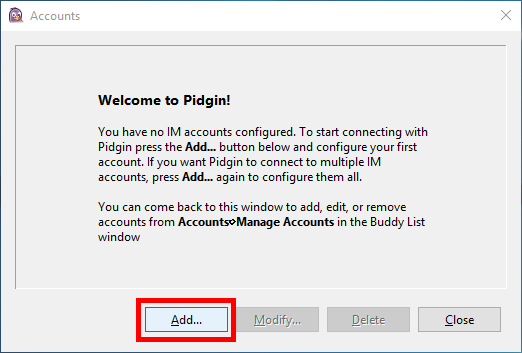 Accounts
Welcome to Pidgin!
You have no IM accounts configured. To start connecting with
Pidgin press the Add... button below and configure your first
account. If you want Pidgin to connect to multiple IM
accounts, press Add... again to configure them all.
You can come back to this window to add, edit, or remove
accounts from Accounts⇨Manage Accounts in the Buddy List
window
Add... Modify... Delete Close